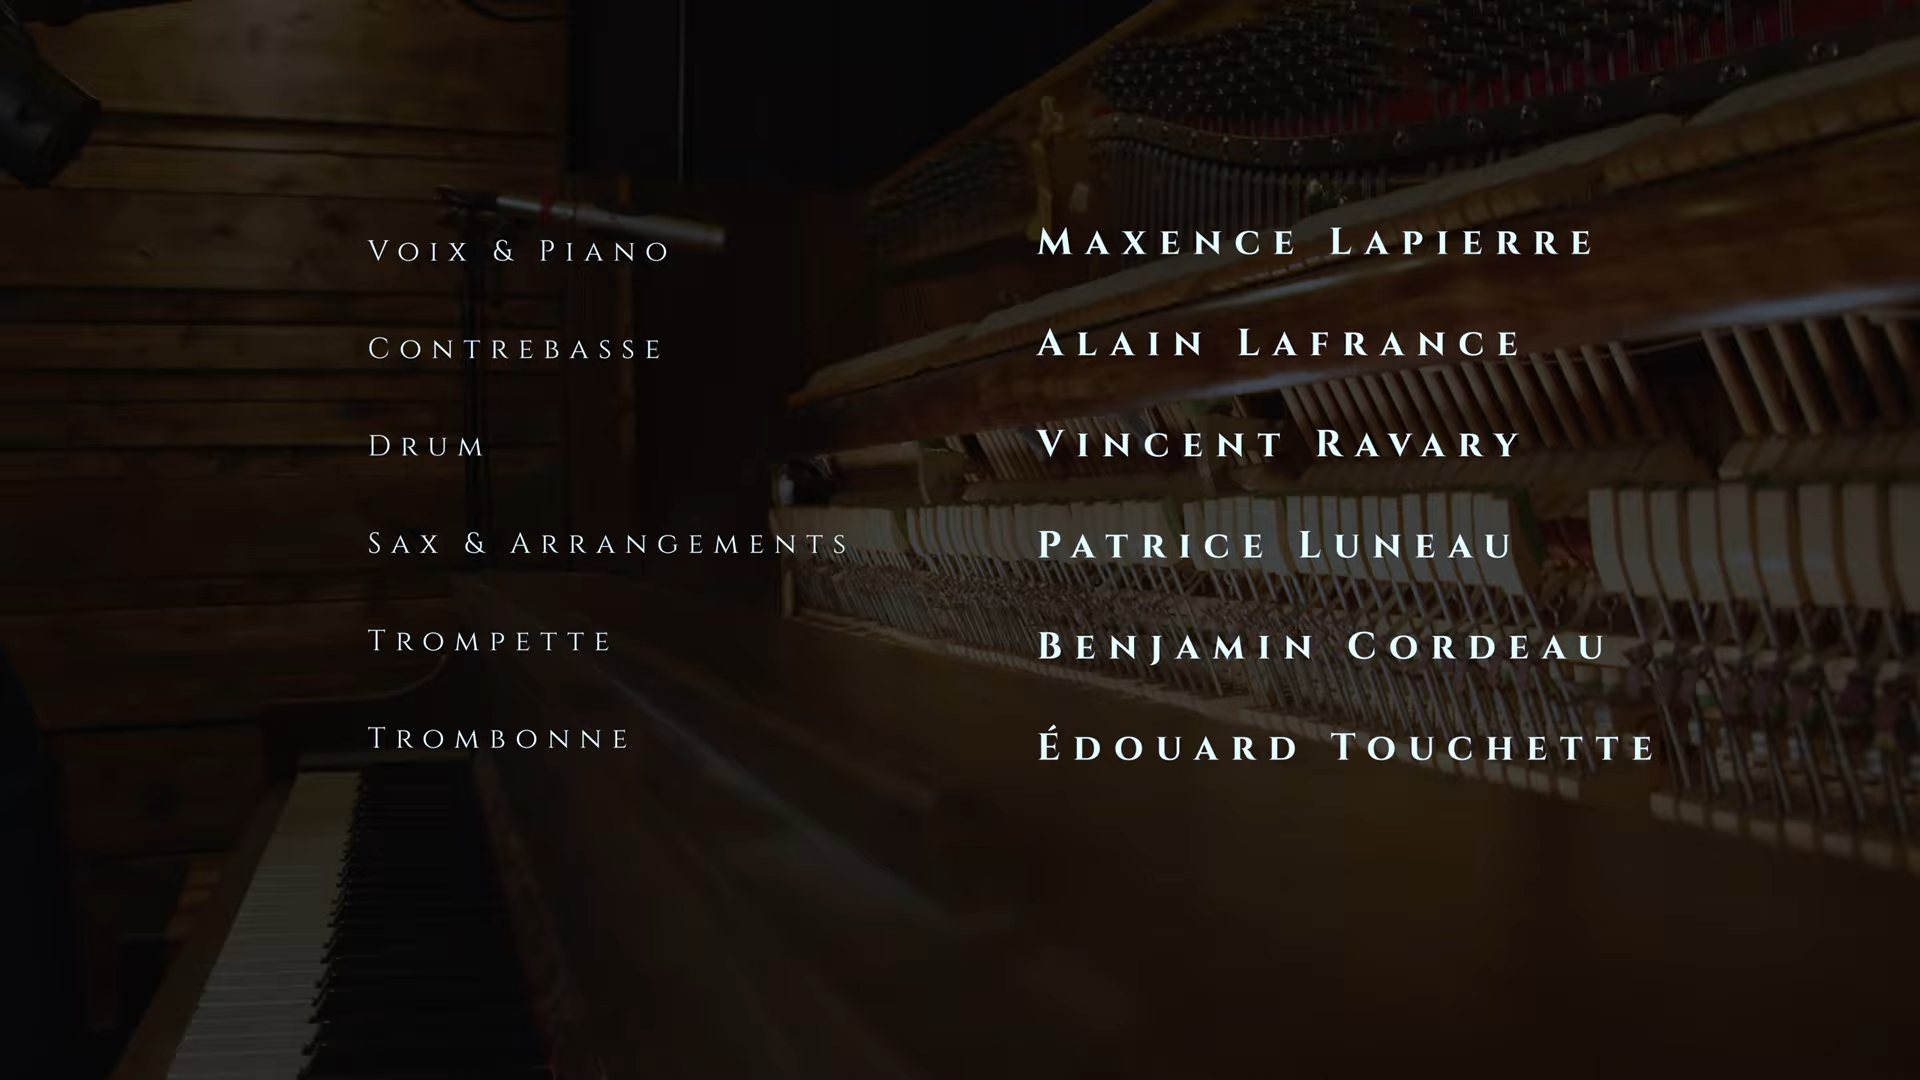 Voix & Piano Maxence Lapierre
Contrebasse Alain Lafrance
Drum Vincent Ravary
Sax & Arrangements Patrice Luneau
Trompette Benjamin Cordeau
Trombonne Édouard Touchette